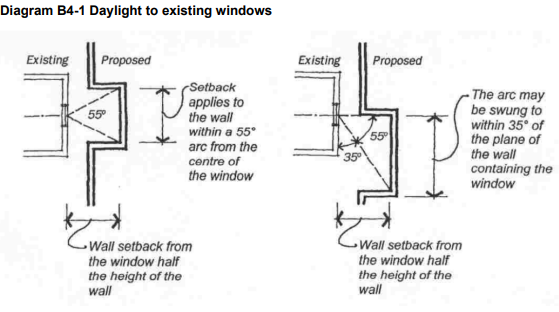 Diagram B4-1 Daylight to existing windows
Existing
Proposed
55°
Setback
applies to
the wall
within a 55°
arc from the
centre of
the window
Wall setback from
the window half
the height of the
wall
Existing
Proposed
55°
35°
The arc may
be swung to
within 35° of
the plane of
the wall
containing the
window
Wall setback from
the window half
the height of the
wall